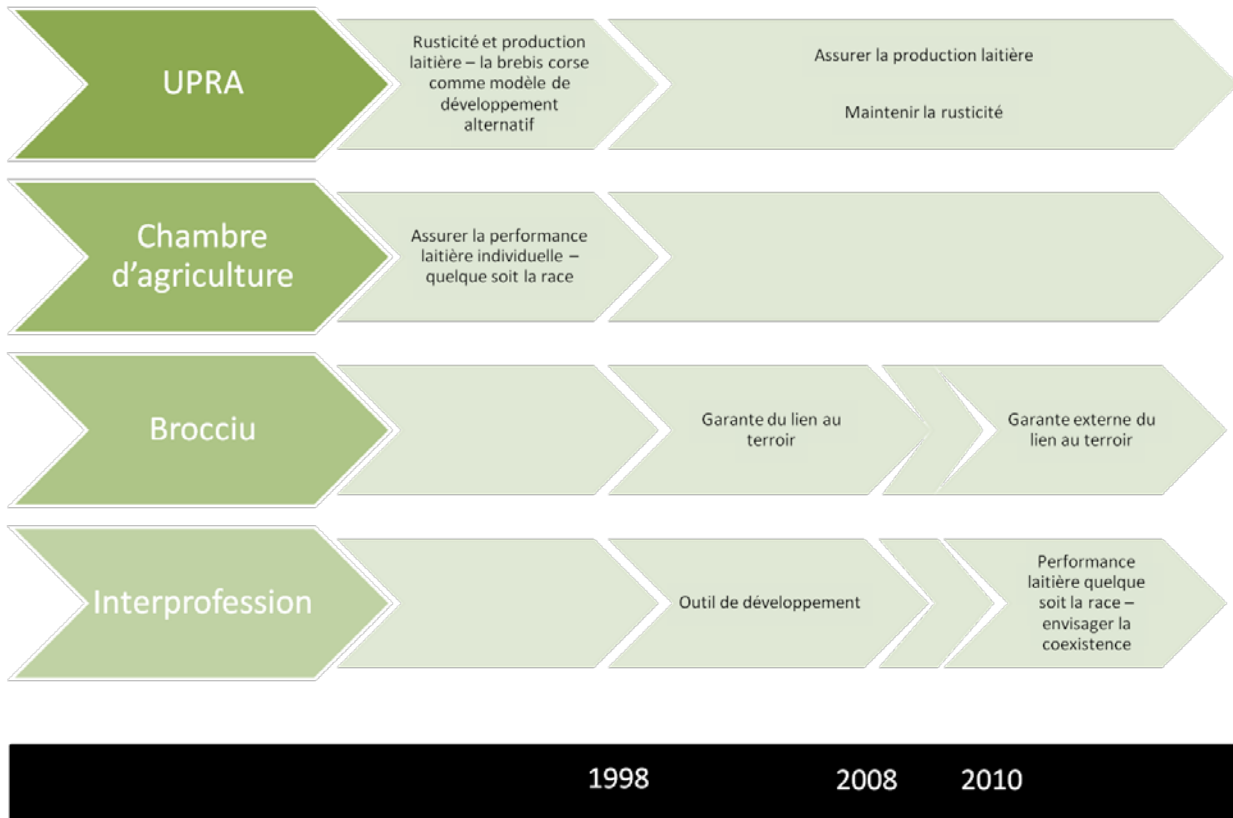 UPRA
Rusticité et production
laitière – la brebis corse
comme modèle de
développement
alternatif
Assurer la production laitière
Maintenir la rusticité
Chambre
d'agriculture
Assurer la performance
laitière individuelle –
quelque soit la race
Brocciu
Garante du lien au
terroir
Garante externe du
lien au terroir
Interprofession
Outil de développement
Performance
laitière quelque
soit la race –
envisager la
coexistence
1998
2008
2010